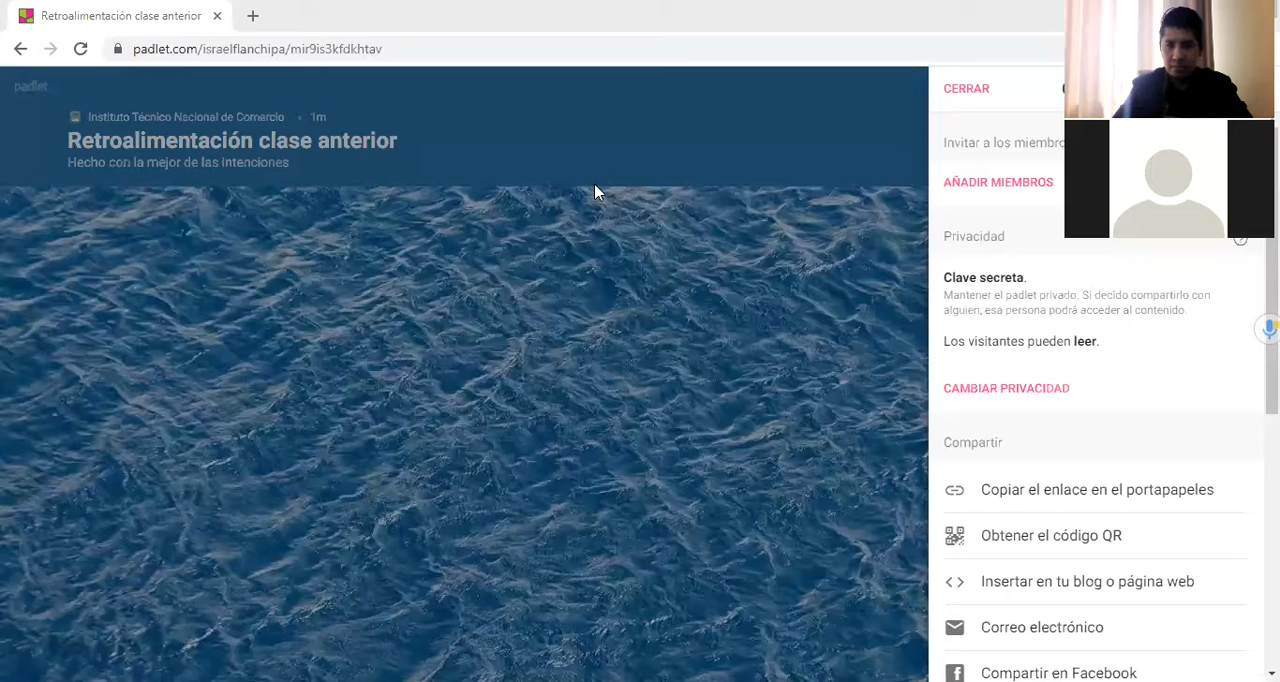 Retroalimentación clase anterior
padlet.com/israelflanchipa/mir9is3kfdkhtav
padlet
Instituto Técnico Nacional de Comercio • 1m
Retroalimentación clase anterior
Hecho con la mejor de las intenciones
CERRAR
Invitar a los miembro
AÑADIR MIEMBROS
Privacidad
Clave secreta.
Mantener el padlet privado. Si decido compartirlo con
alguien, esa persona podrá acceder al contenido.
Los visitantes pueden leer.
CAMBIAR PRIVACIDAD
Compartir
Copiar el enlace en el portapapeles
Obtener el código QR
Insertar en tu blog o página web
Correo electrónico
Compartir en Facebook